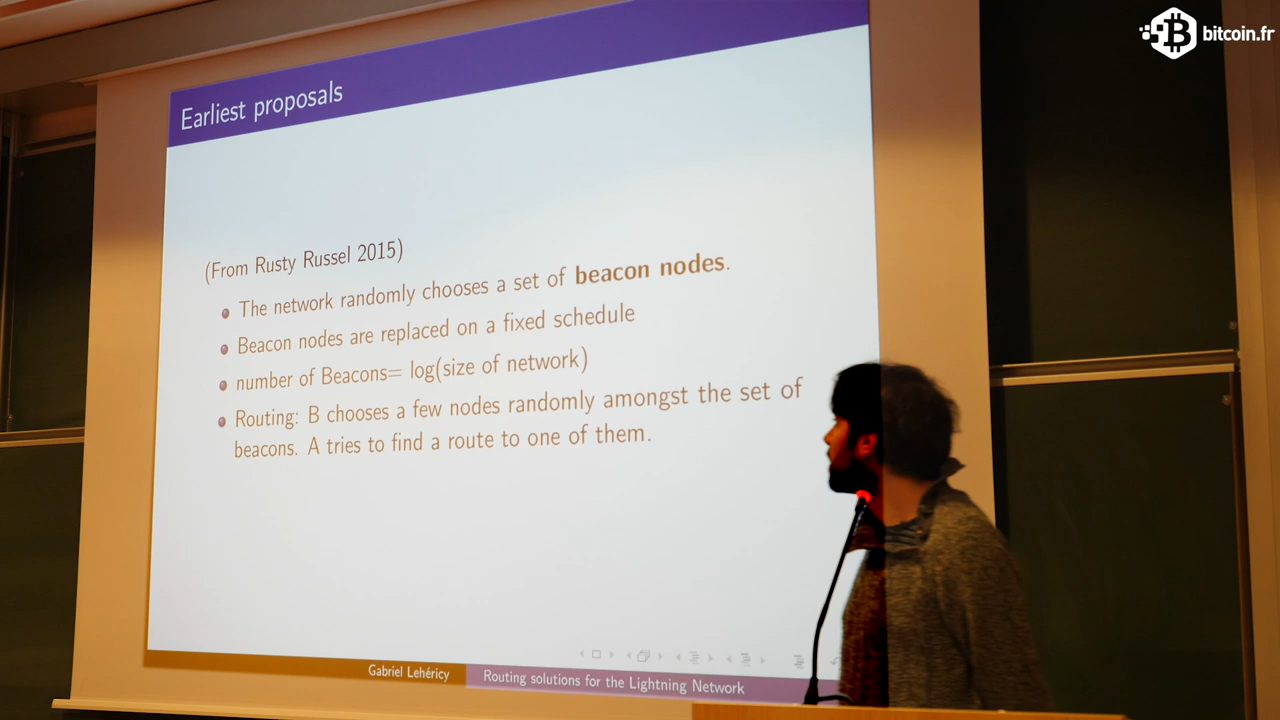 bitcoin.fr
Earliest proposals
(From Rusty Russel 2015)
The network randomly chooses a set of beacon nodes.
Beacon nodes are replaced on a fixed schedule
number of Beacons= log(size of network)
Routing: B chooses a few nodes randomly amongst the set of
beacons. A tries to find a route to one of them.
Gabriel Lehéricy
Routing solutions for the Lightning Network